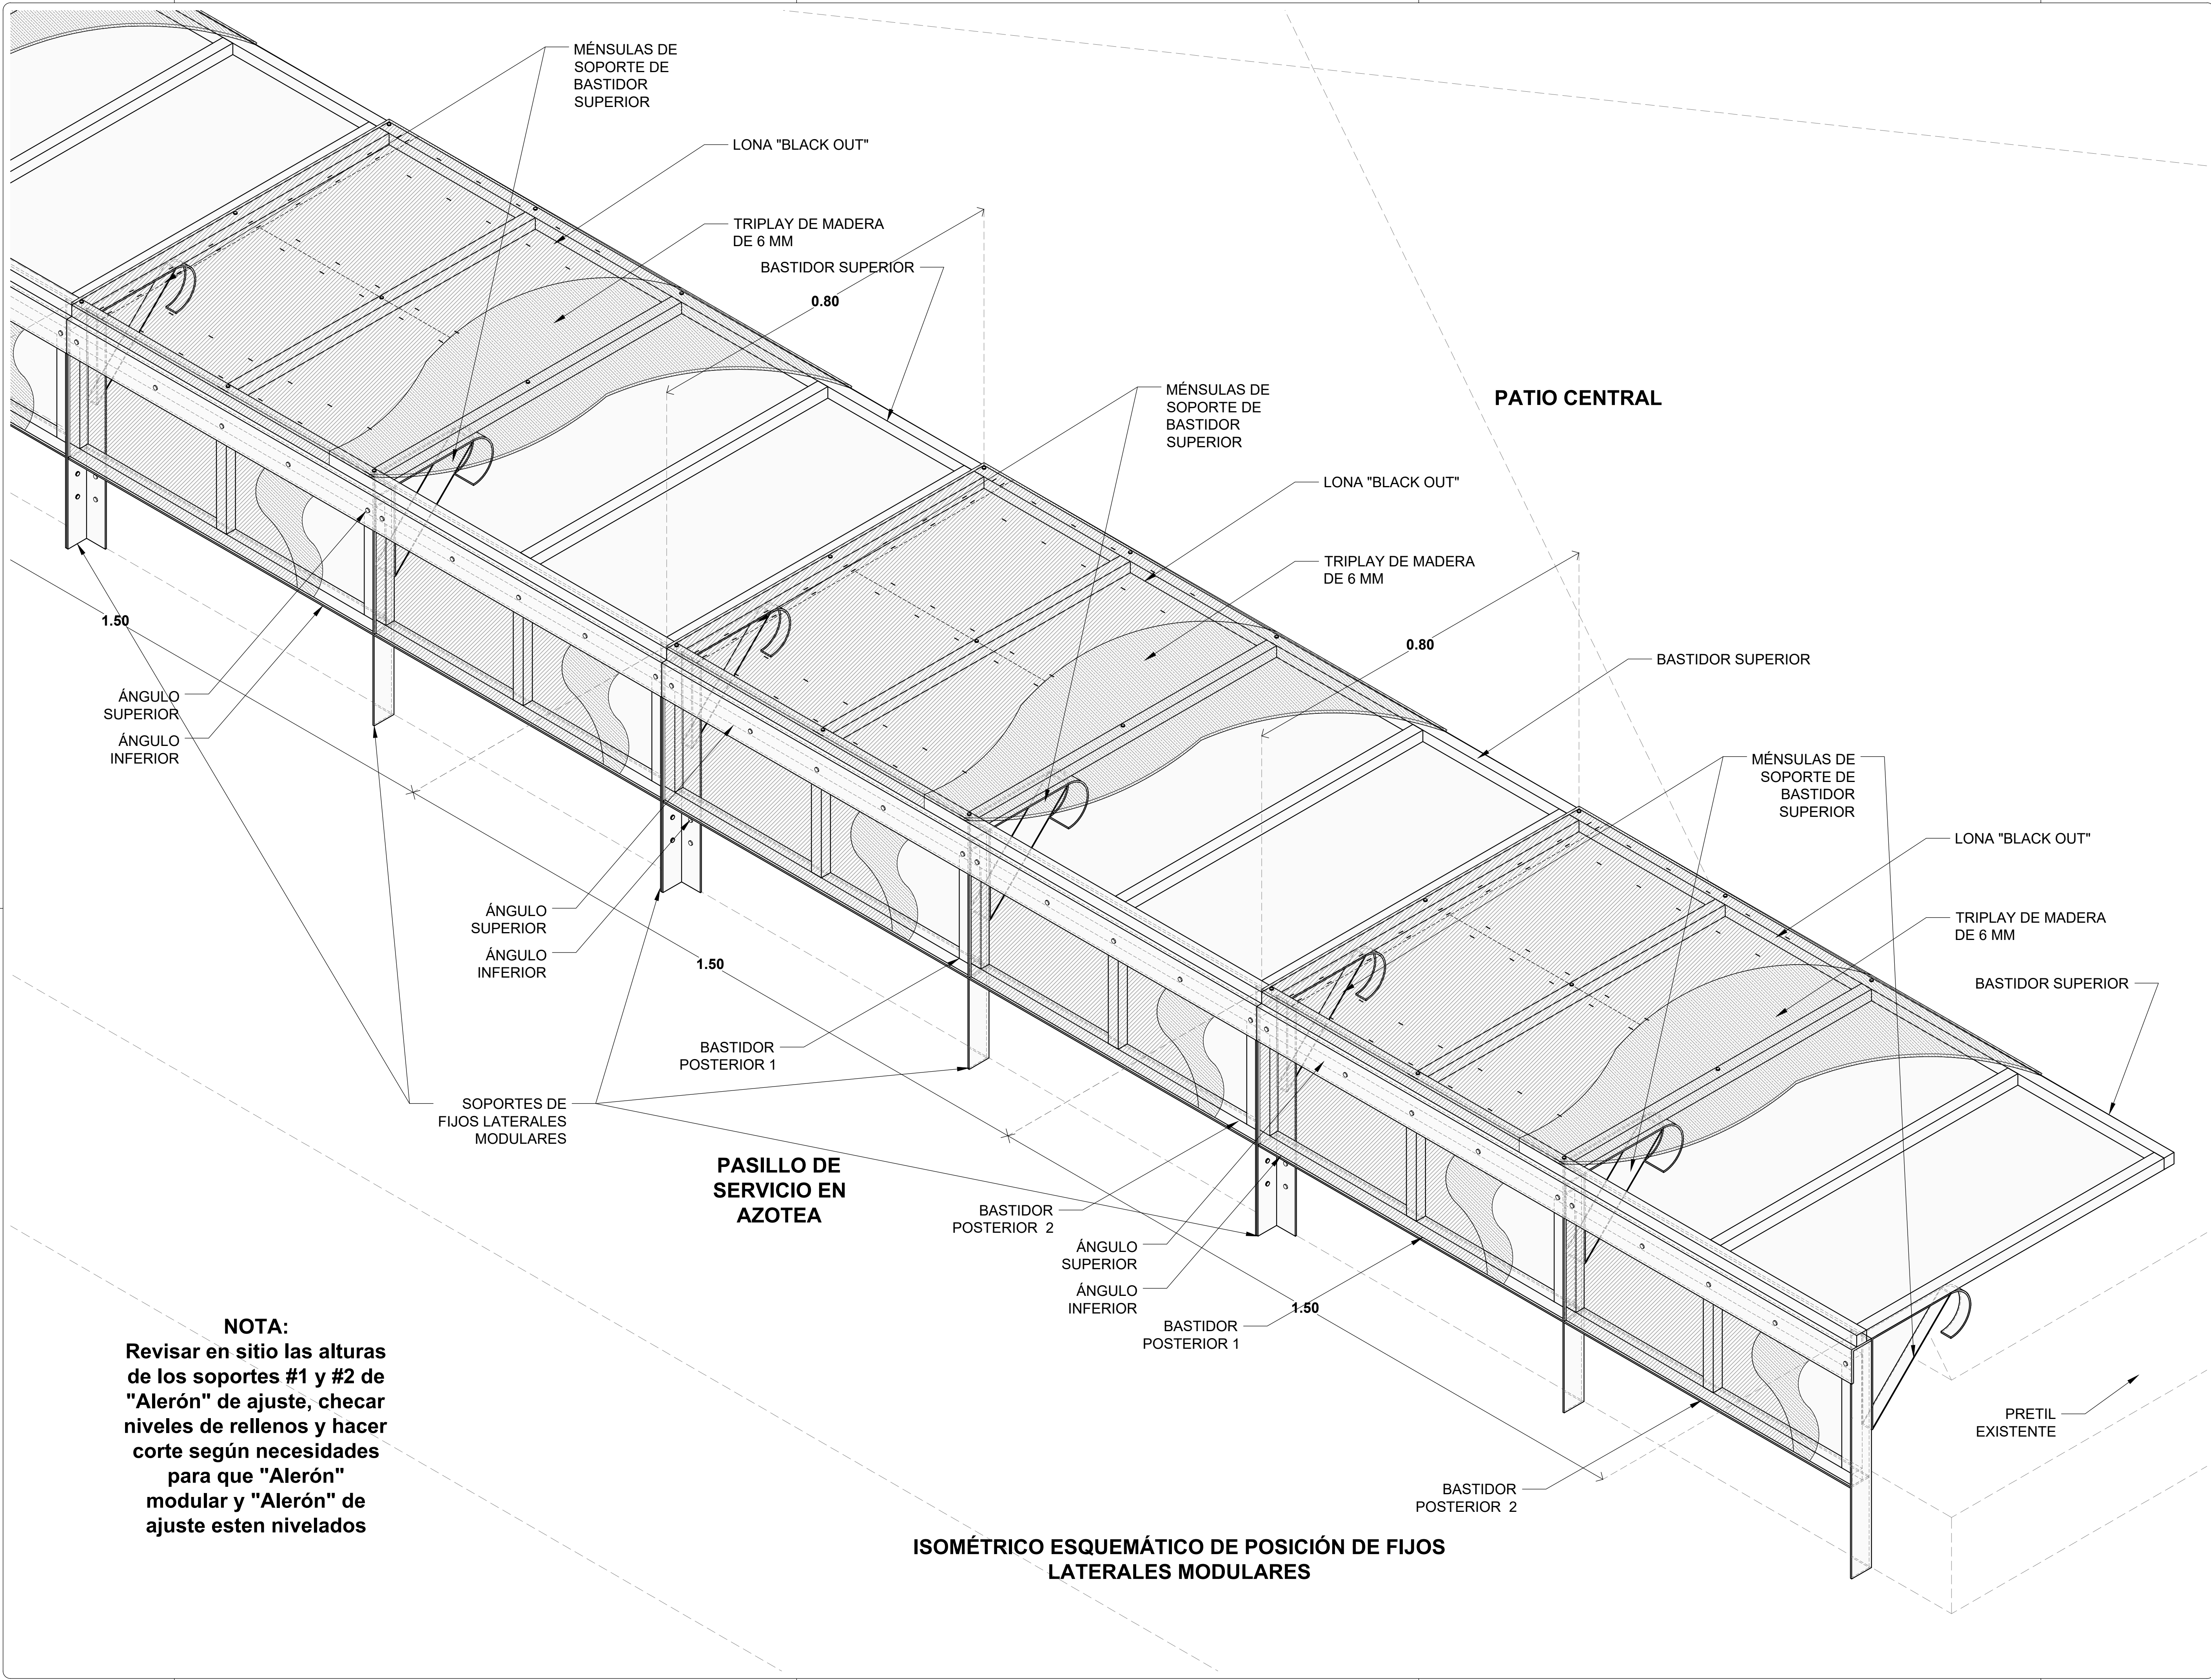 MÉNSULAS DE
SOPORTE DE
BASTIDOR
SUPERIOR
LONA "BLACK OUT"
TRIPLAY DE MADERA
DE 6 MM
BASTIDOR SUPERIOR
0.80
MÉNSULAS DE
SOPORTE DE
BASTIDOR
SUPERIOR
PATIO CENTRAL
LONA "BLACK OUT"
TRIPLAY DE MADERA
DE 6 MM
0.80
BASTIDOR SUPERIOR
1.50
ÁNGULO
SUPERIOR
ÁNGULO
INFERIOR
MÉNSULAS DE
SOPORTE DE
BASTIDOR
SUPERIOR
LONA "BLACK OUT"
TRIPLAY DE MADERA
DE 6 MM
BASTIDOR SUPERIOR
ÁNGULO
SUPERIOR
ÁNGULO
INFERIOR
1.50
BASTIDOR
POSTERIOR 1
SOPORTES DE
FIJOS LATERALES
MODULARES
PASILLO DE
SERVICIO EN
AZOTEA
BASTIDOR
POSTERIOR 2
ÁNGULO
SUPERIOR
ÁNGULO
INFERIOR
1.50
BASTIDOR
POSTERIOR 1
NOTA:
Revisar en sitio las alturas
de los soportes #1 y #2 de
"Alerón" de ajuste, checar
niveles de rellenos y hacer
corte según necesidades
para que "Alerón"
modular y "Alerón" de
ajuste esten nivelados
PRETIL
EXISTENTE
BASTIDOR
POSTERIOR 2
ISOMÉTRICO ESQUEMÁTICO DE POSICIÓN DE FIJOS
LATERALES MODULARES